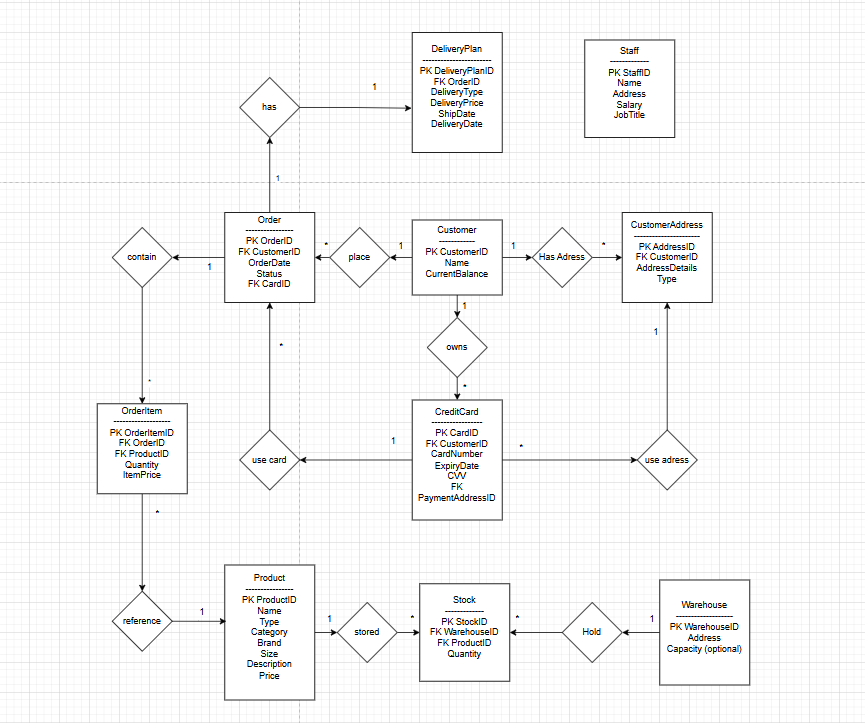 DeliveryPlan
------------------------
PK DeliveryPlanID
FK OrderID
DeliveryType
DeliveryPrice
ShipDate
DeliveryDate
Staff
-------------
PK StaffID
Name
Address
Salary
JobTitle
has
1
1
Order
----------------
PK OrderID
FK CustomerID
OrderDate
Status
FK CardID
contain
1
*
place
1
Customer
------------
PK CustomerID
Name
CurrentBalance
1
Has Adress
*
CustomerAddress
----------------------
PK AddressID
FK CustomerID
AddressDetails
Type
1
owns
*
1
*
*
OrderItem
-------------------
PK OrderItemID
FK OrderID
FK ProductID
Quantity
ItemPrice
use card
1
CreditCard
-----------------
PK CardID
FK CustomerID
CardNumber
ExpiryDate
CVV
FK
PaymentAddressID
*
use adress
*
reference
1
Product
----------------
PK ProductID
Name
Type
Category
Brand
Size
Description
Price
1
stored
*
Stock
-------------
PK StockID
FK WarehouseID
FK ProductID
Quantity
*
Hold
1
Warehouse
-------------------
PK WarehouseID
Address
Capacity (optional)